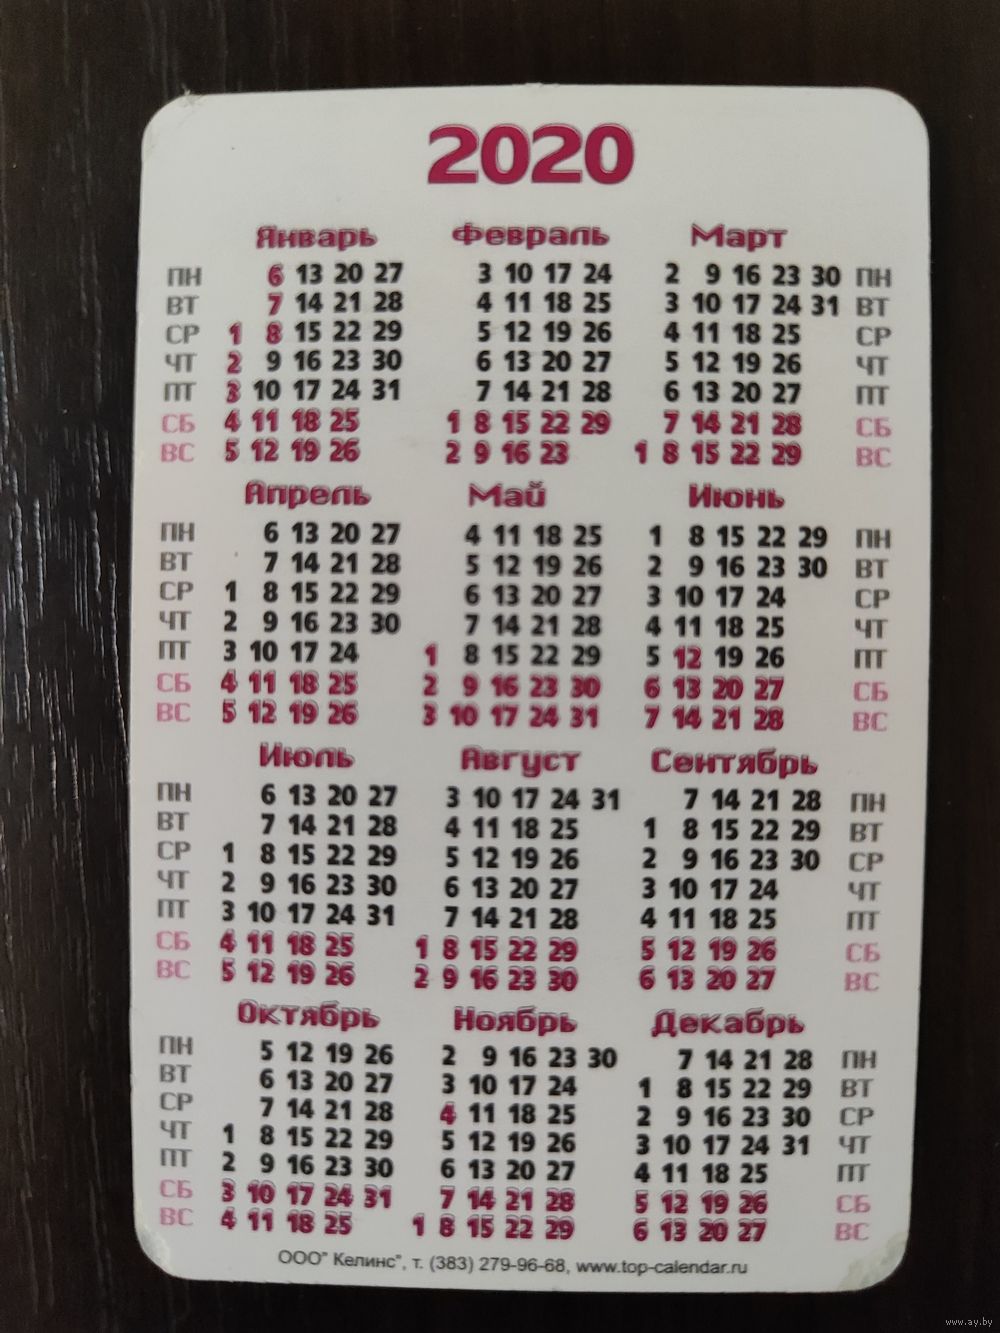 2020
Январь Февраль Март
ПН 6 13 20 27 3 10 17 24 2 9 16 23 30 ПН
ВТ 7 14 21 28 4 11 18 25 3 10 17 24 31 ВТ
СР 1 8 15 22 29 5 12 19 26 4 11 18 25 СР
ЧТ 2 9 16 23 30 6 13 20 27 5 12 19 26 ЧТ
ПТ 3 10 17 24 31 7 14 21 28 6 13 20 27 ПТ
СБ 4 11 18 25 1 8 15 22 29 7 14 21 28 СБ
ВС 5 12 19 26 2 9 16 23 1 8 15 22 29 ВС
Апрель Май Июнь
ПН 6 13 20 27 4 11 18 25 1 8 15 22 29 ПН
ВТ 7 14 21 28 5 12 19 26 2 9 16 23 30 ВТ
СР 1 8 15 22 29 6 13 20 27 3 10 17 24 СР
ЧТ 2 9 16 23 30 7 14 21 28 4 11 18 25 ЧТ
ПТ 3 10 17 24 1 8 15 22 29 5 12 19 26 ПТ
СБ 4 11 18 25 2 9 16 23 30 6 13 20 27 СБ
ВС 5 12 19 26 3 10 17 24 31 7 14 21 28 ВС
Июль Август Сентябрь
ПН 6 13 20 27 3 10 17 24 31 7 14 21 28 ПН
ВТ 7 14 21 28 4 11 18 25 1 8 15 22 29 ВТ
СР 1 8 15 22 29 5 12 19 26 2 9 16 23 30 СР
ЧТ 2 9 16 23 30 6 13 20 27 3 10 17 24 ЧТ
ПТ 3 10 17 24 31 7 14 21 28 4 11 18 25 ПТ
СБ 4 11 18 25 1 8 15 22 29 5 12 19 26 СБ
ВС 5 12 19 26 2 9 16 23 30 6 13 20 27 ВС
Октябрь Ноябрь Декабрь
ПН 5 12 19 26 2 9 16 23 30 7 14 21 28 ПН
ВТ 6 13 20 27 3 10 17 24 1 8 15 22 29 ВТ
СР 7 14 21 28 4 11 18 25 2 9 16 23 30 СР
ЧТ 1 8 15 22 29 5 12 19 26 3 10 17 24 31 ЧТ
ПТ 2 9 16 23 30 6 13 20 27 4 11 18 25 ПТ
СБ 3 10 17 24 31 7 14 21 28 5 12 19 26 СБ
ВС 4 11 18 25 1 8 15 22 29 6 13 20 27 ВС
ООО" Келинс", т. (383) 279-96-68, www.top-calendar.ru
www.ay.by